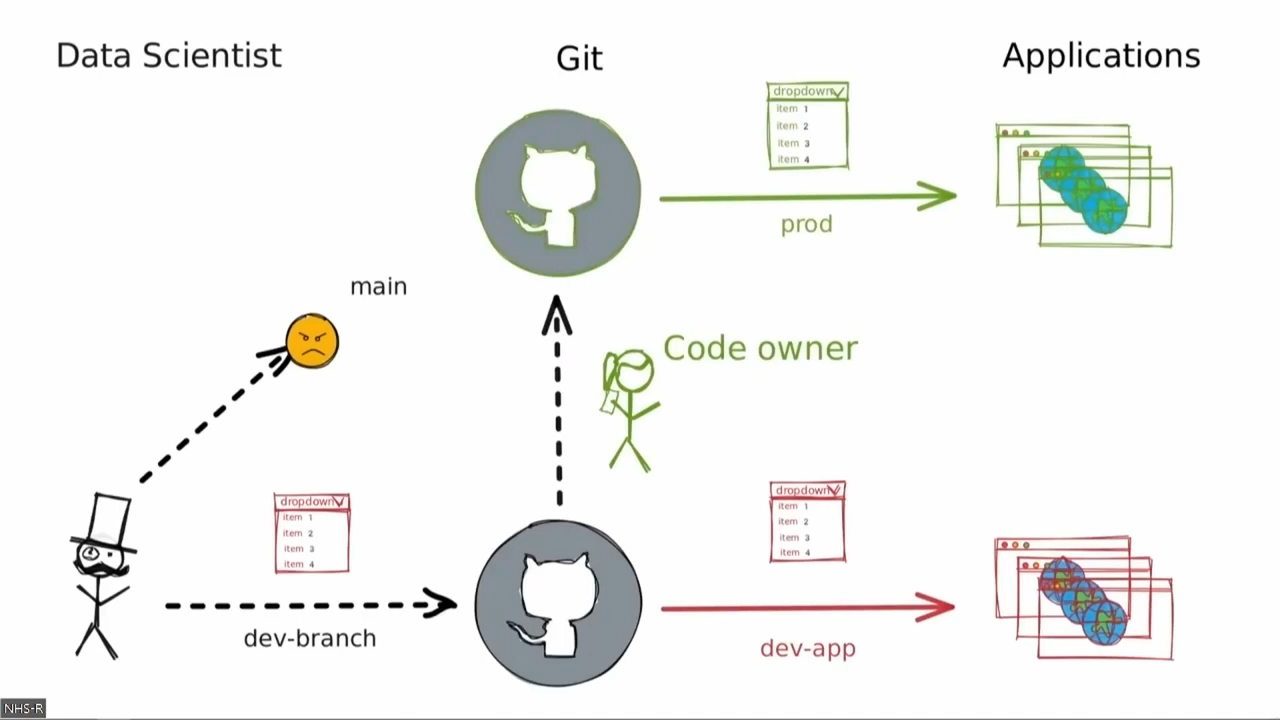 Data Scientist
Git
Applications
dropdown
item 1
item 2
item 3
item 4
prod
main
Code owner
dropdown
item 1
item 2
item 3
item 4
dev-branch
dropdown
item 1
item 2
item 3
item 4
dev-app
NHS-R